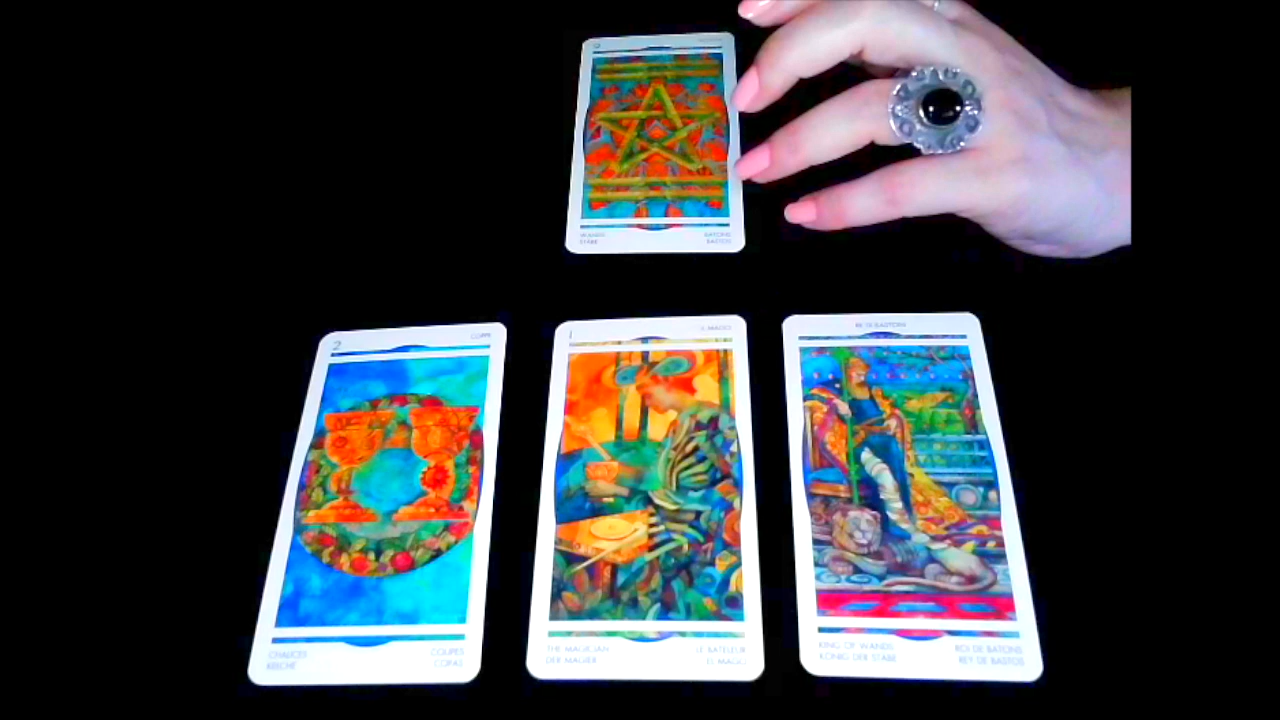 9
WANDS BATONS
STÄBE BASTOS
2 COPPE
CHALICES COUPES
KELCHE COPAS
I IL MAGO
THE MAGICIAN LE BATELEUR
DER MAGIER EL MAGO
RE DI BASTONI
KING OF WANDS ROI DE BATONS
KÖNIG DER STÄBE REY DE BASTOS